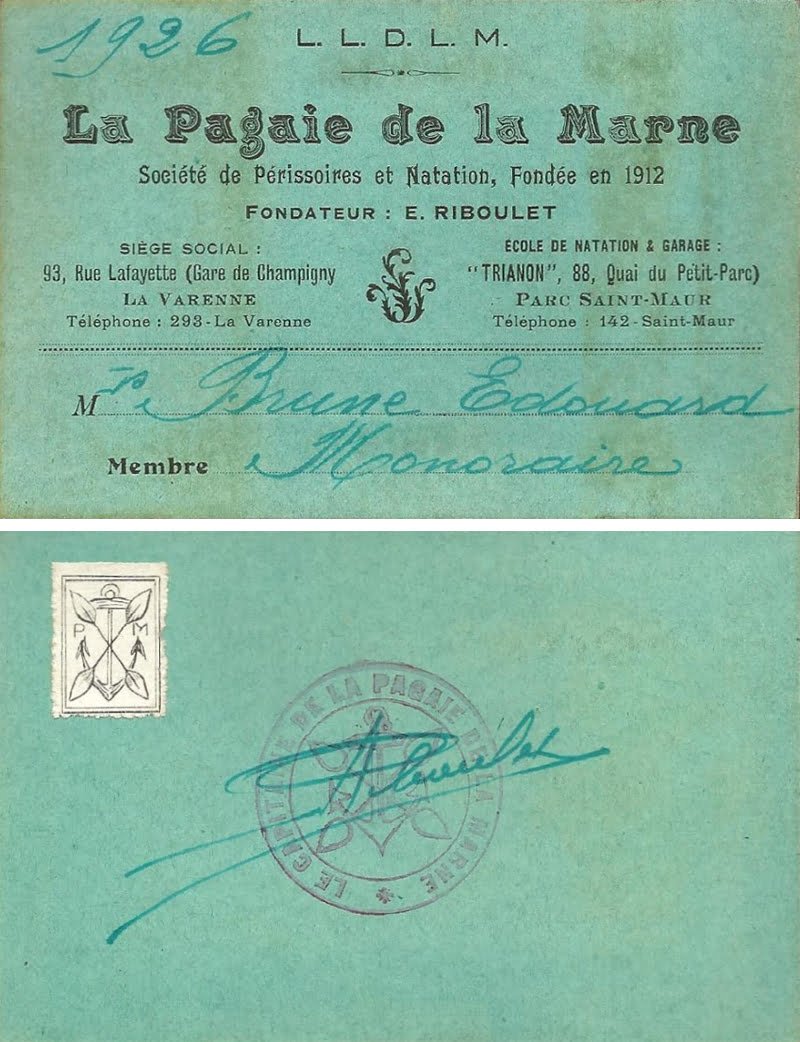 1926
L. L. D. L. M.
La Pagaie de la Marne
Société de Périssoires et Natation, Fondée en 1912
FONDATEUR : E. RIBOULET
SIÈGE SOCIAL :
93, Rue Lafayette (Gare de Champigny
LA VARENNE
Téléphone : 293-La Varenne
ÉCOLE DE NATATION & GARAGE :
"TRIANON", 88, Quai du Petit-Parc)
PARC SAINT-MAUR
Téléphone : 142-Saint-Maur
M Brune Edouard
Membre Honoraire
P M
LE CAPITAINE DE LA PAGAIE DE LA MARNE *